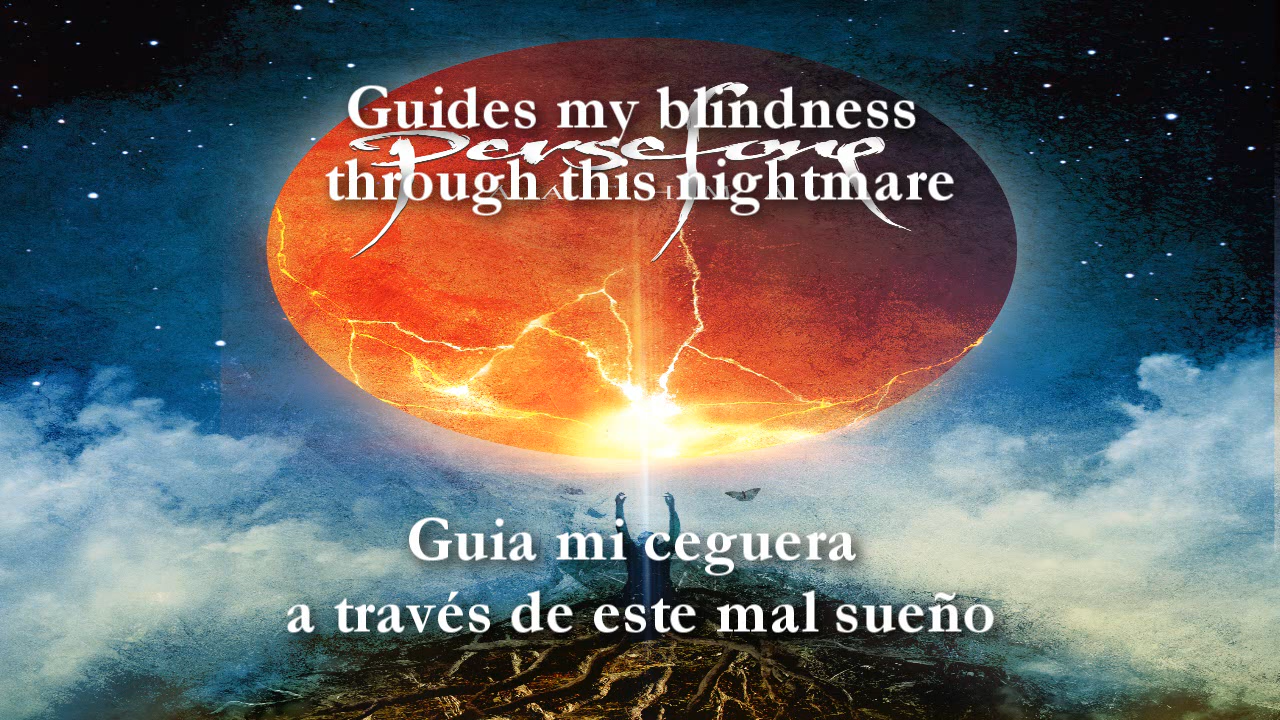 Guides my blindness
Persefone
through this nightmare
Guia mi ceguera
a través de este mal sueño